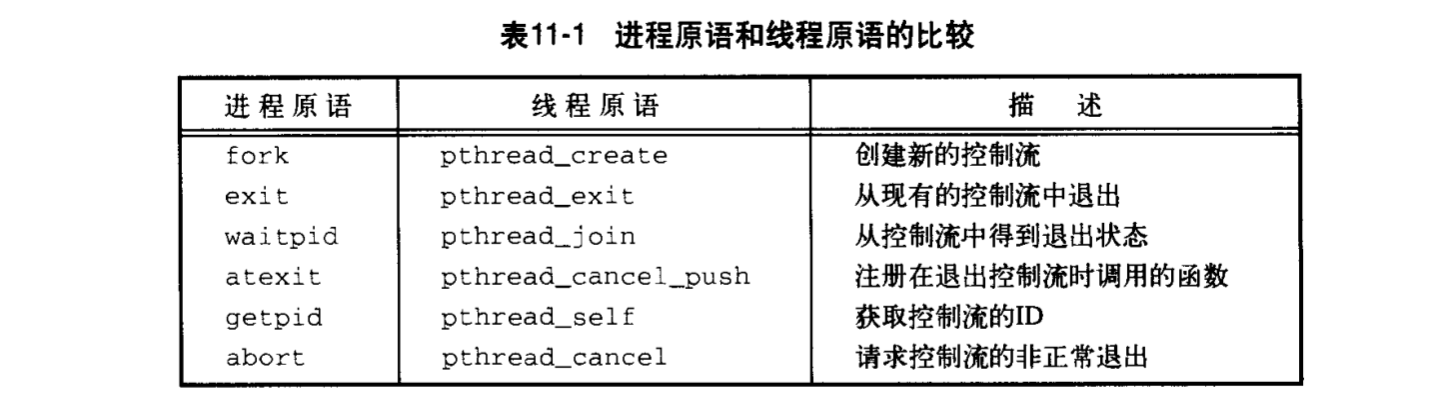 表11-1 进程原语和线程原语的比较
进程原语 线程原语 描 述
fork pthread_create 创建新的控制流
exit pthread_exit 从现有的控制流中退出
waitpid pthread_join 从控制流中得到退出状态
atexit pthread_cancel_push 注册在退出控制流时调用的函数
getpid pthread_self 获取控制流的ID
abort pthread_cancel 请求控制流的非正常退出